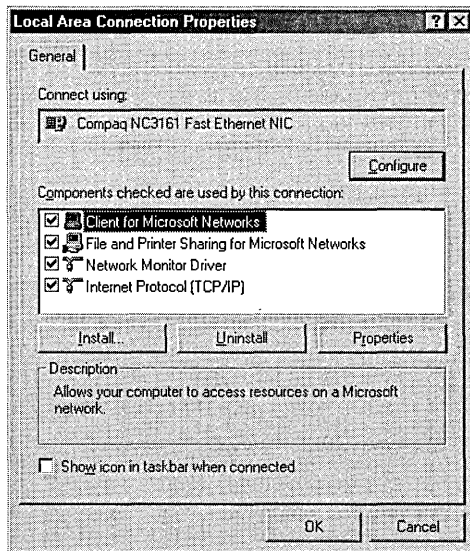 Local Area Connection Properties
General
Connect using:
Compaq NC3161 Fast Ethernet NIC
Configure
Components checked are used by this connection:
Client for Microsoft Networks
File and Printer Sharing for Microsoft Networks
Network Monitor Driver
Internet Protocol (TCP/IP)
Install... Uninstall Properties
Description
Allows your computer to access resources on a Microsoft
network.
Show icon in taskbar when connected
OK Cancel